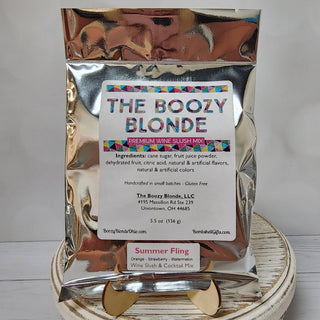 THE BOOZY
BLONDE
PREMIUM WINE SLUSH MIX
Ingredients: cane sugar, fruit juice powder,
dehydrated fruit, citric acid, natural & artificial flavors,
natural & artificial colors
Handcrafted in small batches - Gluten Free
The Boozy Blonde, LLC
4195 Massillon Rd Ste 239
Uniontown, OH 44685
5.5 oz (156 g)
BoozyBlondeOhio.com
BombshellGifts.com
Summer Fling
Orange - Strawberry - Watermelon
Wine Slush & Cocktail Mix